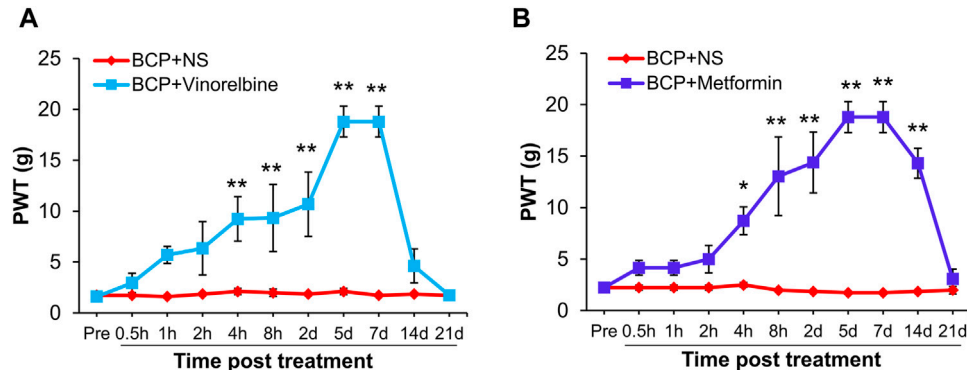 A
BCP+NS
BCP+Vinorelbine
25
20
15
10
5
0
PWT (g)
** ** ** ** **
Pre 0.5h 1h 2h 4h 8h 2d 5d 7d 14d 21d
Time post treatment
B
BCP+NS
BCP+Metformin
25
20
15
10
5
0
PWT (g)
* ** ** ** ** **
Pre 0.5h 1h 2h 4h 8h 2d 5d 7d 14d 21d
Time post treatment